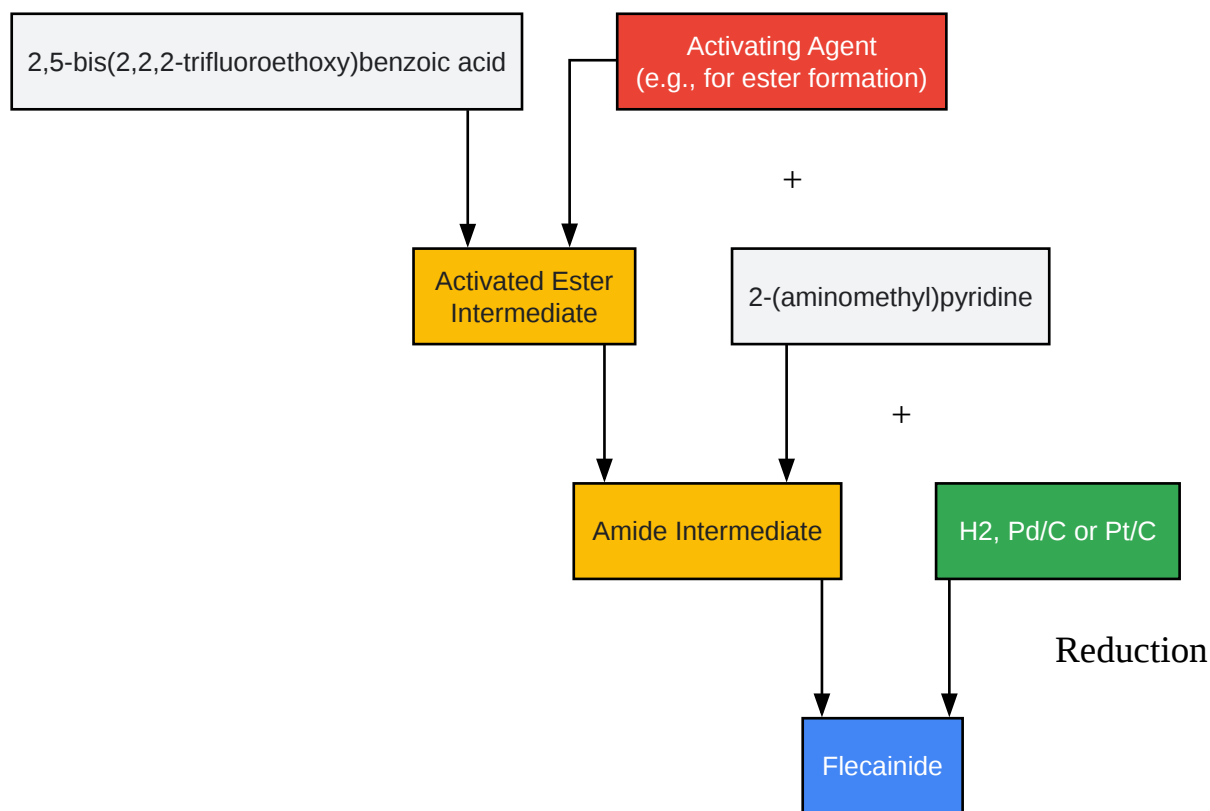 2,5-bis(2,2,2-trifluoroethoxy)benzoic acid
Activating Agent
(e.g., for ester formation)
+
Activated Ester
Intermediate
2-(aminomethyl)pyridine
+
Amide Intermediate
H2, Pd/C or Pt/C
Reduction
Flecainide